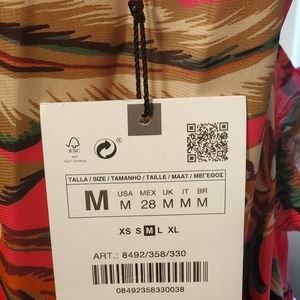 FSC
TALLA / SIZE / TAMANHO / TAILLE / MAAT / ΜΕΓΕΘΟΣ
M
USA MEX UK IT BR
M 28 M M M
XS S M L XL
ART.: 8492/358/330
08492358330038